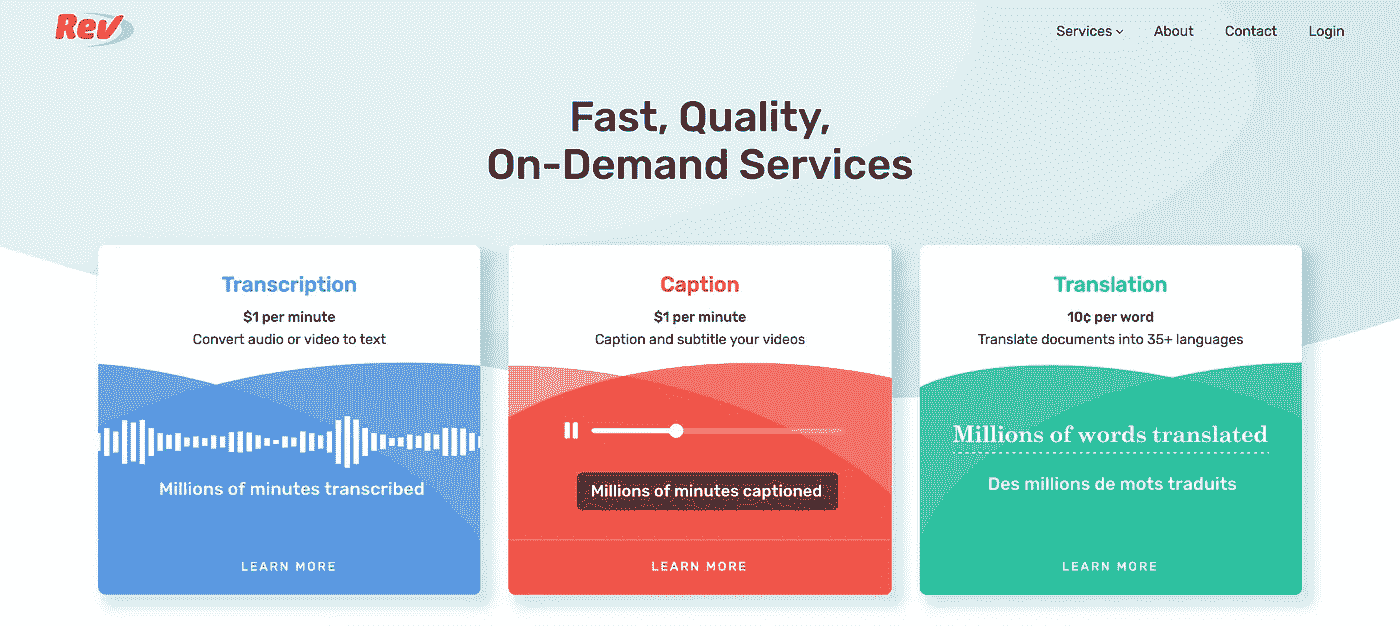 Rev
Services About Contact Login
Fast, Quality,
On-Demand Services
Transcription
$1 per minute
Convert audio or video to text
Millions of minutes transcribed
LEARN MORE
Caption
$1 per minute
Caption and subtitle your videos
Millions of minutes captioned
LEARN MORE
Translation
10¢ per word
Translate documents into 35+ languages
Millions of words translated
Des millions de mots traduits
LEARN MORE